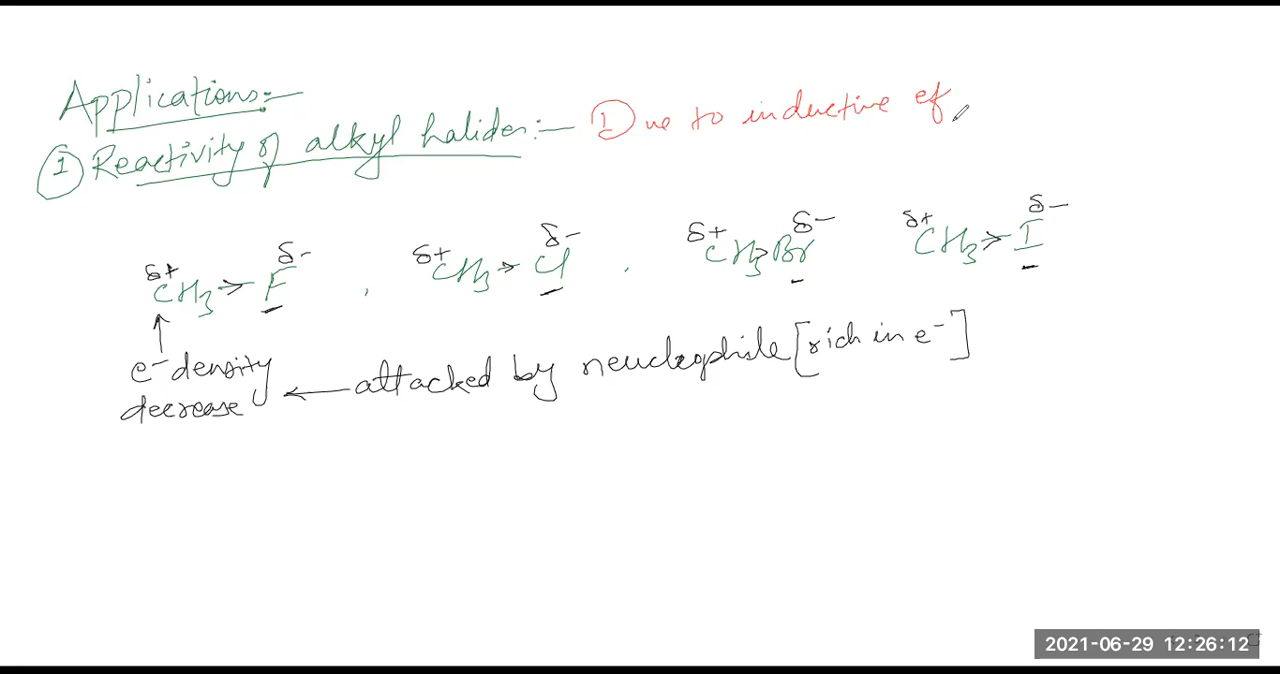 Applications:-
① Reactivity of alkyl halides:- ① Due to inductive ef
δ+ δ- δ+ δ- δ+ δ- δ+ δ-
CH₃ > F , CH₃ > Cl , CH₃ > Br CH₃ > I
↑
e⁻ density
decrease ← attacked by neucleophile [rich in e⁻]
2021-06-29 12:26:12